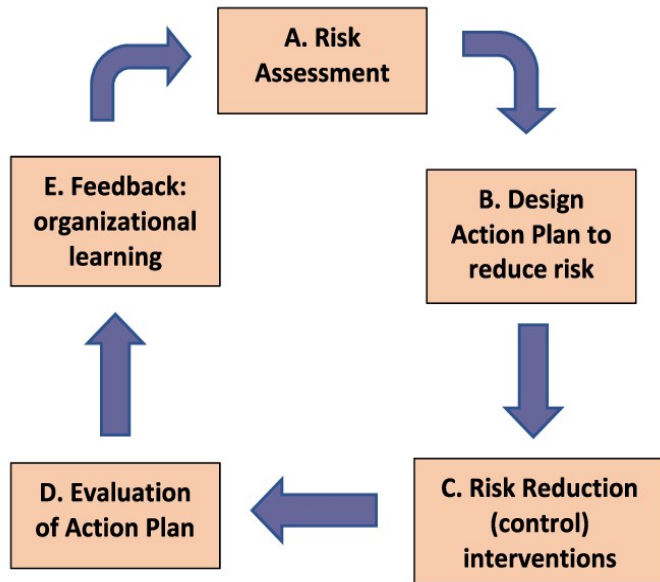 A. Risk
Assessment
B. Design
Action Plan to
reduce risk
C. Risk Reduction
(control)
interventions
D. Evaluation
of Action Plan
E. Feedback:
organizational
learning